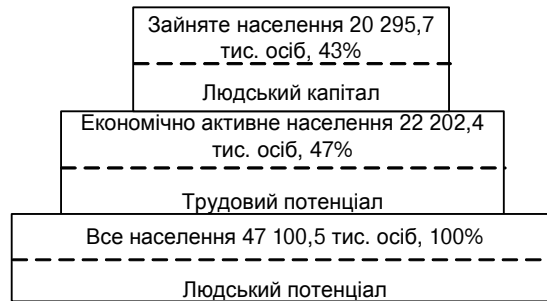 Зайняте населення 20 295,7
тис. осіб, 43%
Людський капітал
Економічно активне населення 22 202,4
тис. осіб, 47%
Трудовий потенціал
Все населення 47 100,5 тис. осіб, 100%
Людський потенціал